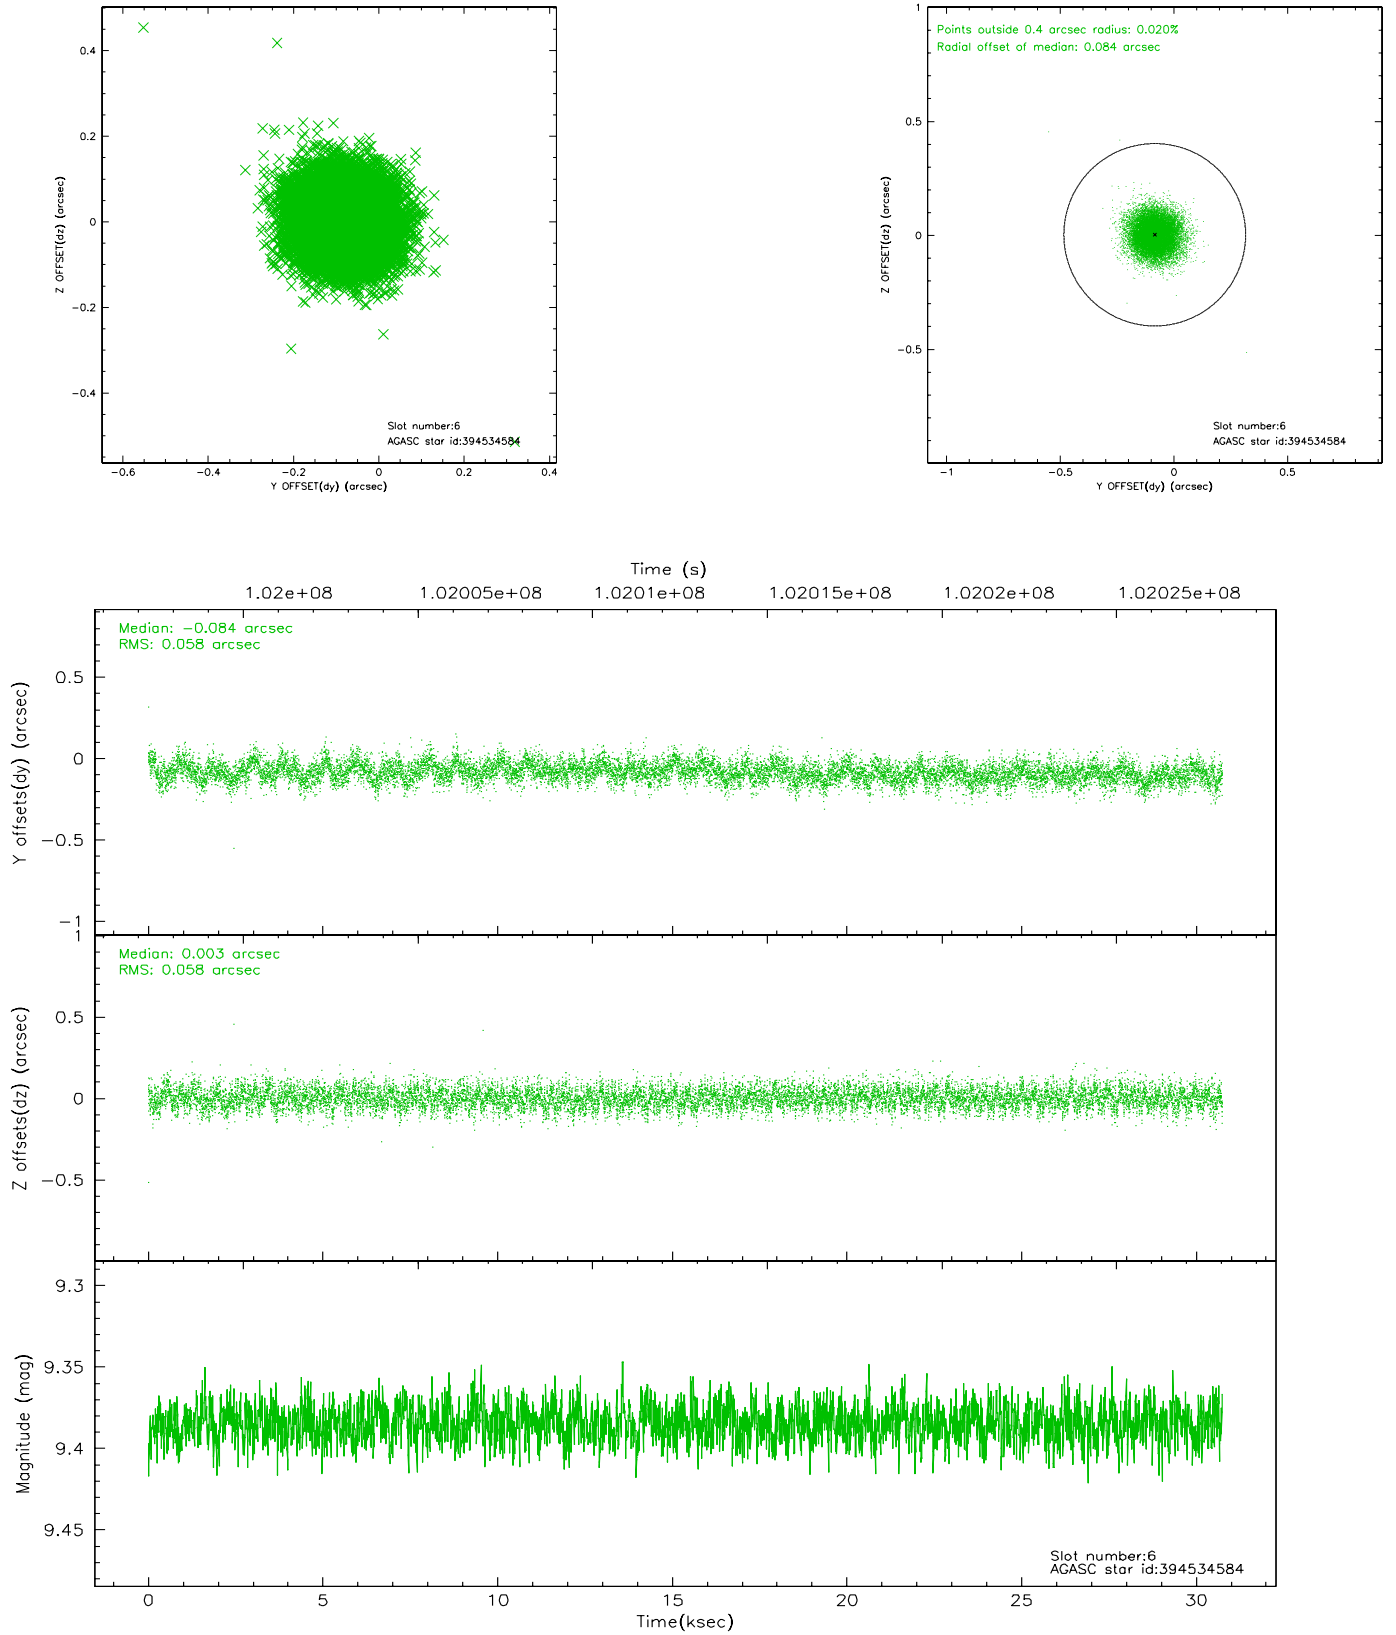 0.4
0.2
0
−0.2
−0.4
Z OFFSET(dz) (arcsec)
Slot number:6
AGASC star id:394534584
−0.6
−0.4
−0.2
0
0.2
0.4
Y OFFSET(dy) (arcsec)
Points outside 0.4 arcsec radius: 0.020%
Radial offset of median: 0.084 arcsec
1
0.5
0
−0.5
Z OFFSET(dz) (arcsec)
Slot number:6
AGASC star id:394534584
−1
−0.5
0
0.5
Y OFFSET(dy) (arcsec)
Time (s)
1.02e+08
1.02005e+08
1.0201e+08
1.02015e+08
1.0202e+08
1.02025e+08
Median: −0.084 arcsec
RMS: 0.058 arcsec
0.5
0
−0.5
−1
Y offsets(dy) (arcsec)
Median: 0.003 arcsec
RMS: 0.058 arcsec
1
0.5
0
−0.5
Z offsets(dz) (arcsec)
9.3
9.35
9.4
9.45
Magnitude (mag)
Slot number:6
AGASC star id:394534584
0
5
10
15
20
25
30
Time(ksec)